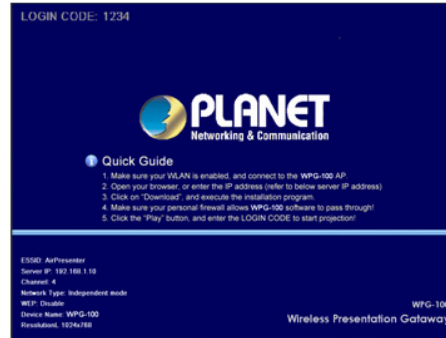 LOGIN CODE: 1234
PLANET
Networking & Communication
i Quick Guide
1. Make sure your WLAN is enabled, and connect to the WPG-100 AP.
2. Open your browser, or enter the IP address (refer to below server IP address)
3. Click on "Download", and execute the installation program.
4. Make sure your personal firewall allows WPG-100 software to pass through!
5. Click the "Play" button, and enter the LOGIN CODE to start projection!
ESSID: AirPresenter
Server IP: 192.168.1.10
Channel: 4
Network Type: Independent mode
WEP: Disable
Device Name: WPG-100
Resolution\ 1024x768
WPG-100
Wireless Presentation Gataway